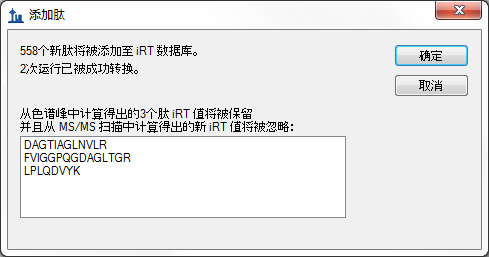 添加肽
558个新肽将被添加至 iRT 数据库。
2次运行已被成功转换。
确定
取消
从色谱峰中计算得出的3个肽 iRT 值将被保留
并且从 MS/MS 扫描中计算得出的新 iRT 值将被忽略：
DAGTIAGLNVLR
FVIGGPQGDAGLTGR
LPLQDVYK